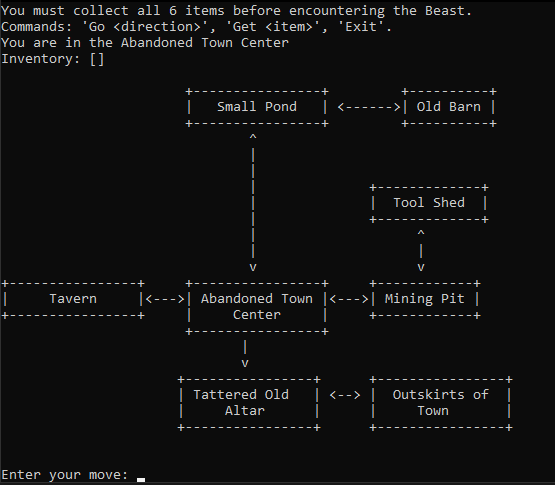 You must collect all 6 items before encountering the Beast.
Commands: 'Go <direction>', 'Get <item>', 'Exit'.
You are in the Abandoned Town Center
Inventory: []
Small Pond <------> Old Barn
Tool Shed
Tavern <---> Abandoned Town Center <---> Mining Pit
Tattered Old Altar <--> Outskirts of Town
Enter your move: